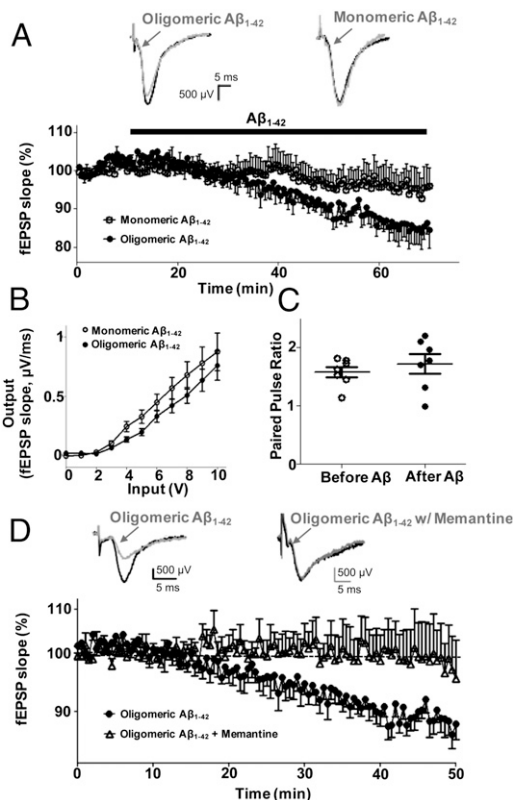 A
Oligomeric Aβ1-42
Monomeric Aβ1-42
5 ms
500 µV
Aβ1-42
fEPSP slope (%)
110
100
90
80
Monomeric Aβ1-42
Oligomeric Aβ1-42
0
20
40
60
Time (min)
B
Output
(fEPSP slope, µV/ms)
1
0.5
0
Monomeric Aβ1-42
Oligomeric Aβ1-42
0 2 4 6 8 10
Input (V)
C
Paired Pulse Ratio
2
1
0
Before Aβ
After Aβ
D
Oligomeric Aβ1-42
Oligomeric Aβ1-42 w/ Memantine
500 µV
5 ms
500 µV
5 ms
fEPSP slope (%)
110
100
90
Oligomeric Aβ1-42
Oligomeric Aβ1-42 + Memantine
0 10 20 30 40 50
Time (min)